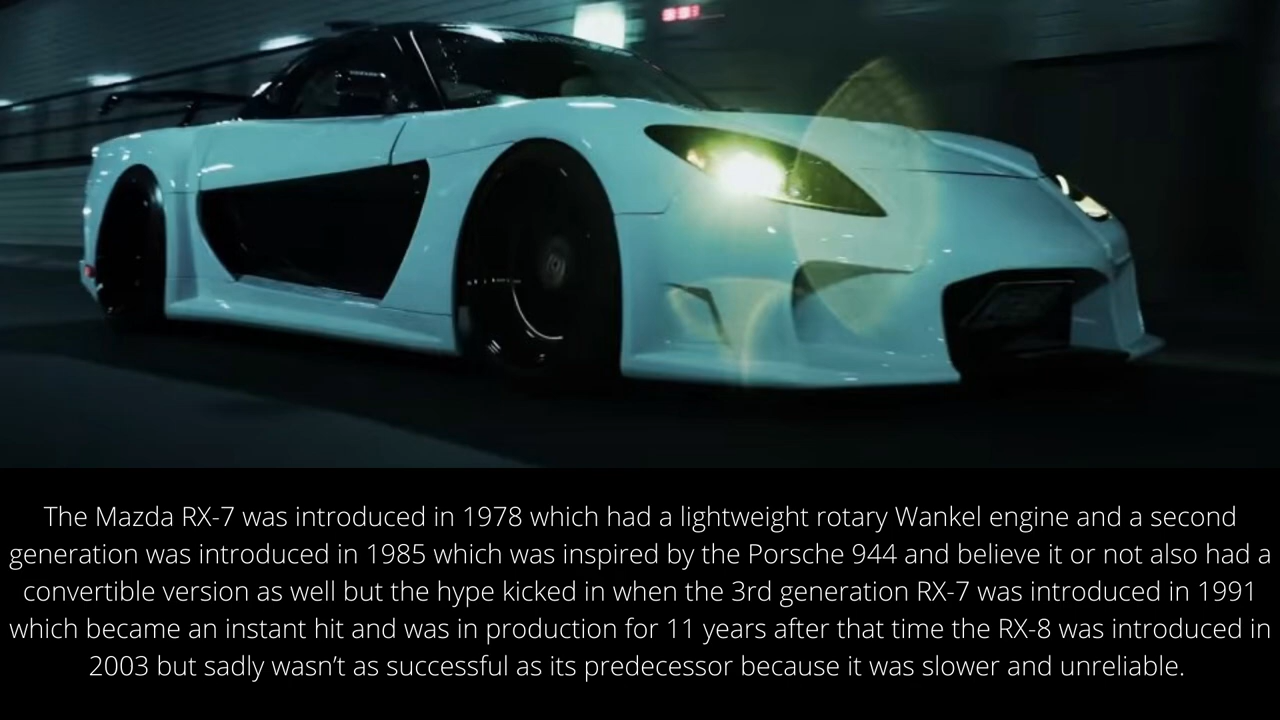 The Mazda RX-7 was introduced in 1978 which had a lightweight rotary Wankel engine and a second
generation was introduced in 1985 which was inspired by the Porsche 944 and believe it or not also had a
convertible version as well but the hype kicked in when the 3rd generation RX-7 was introduced in 1991
which became an instant hit and was in production for 11 years after that time the RX-8 was introduced in
2003 but sadly wasn’t as successful as its predecessor because it was slower and unreliable.